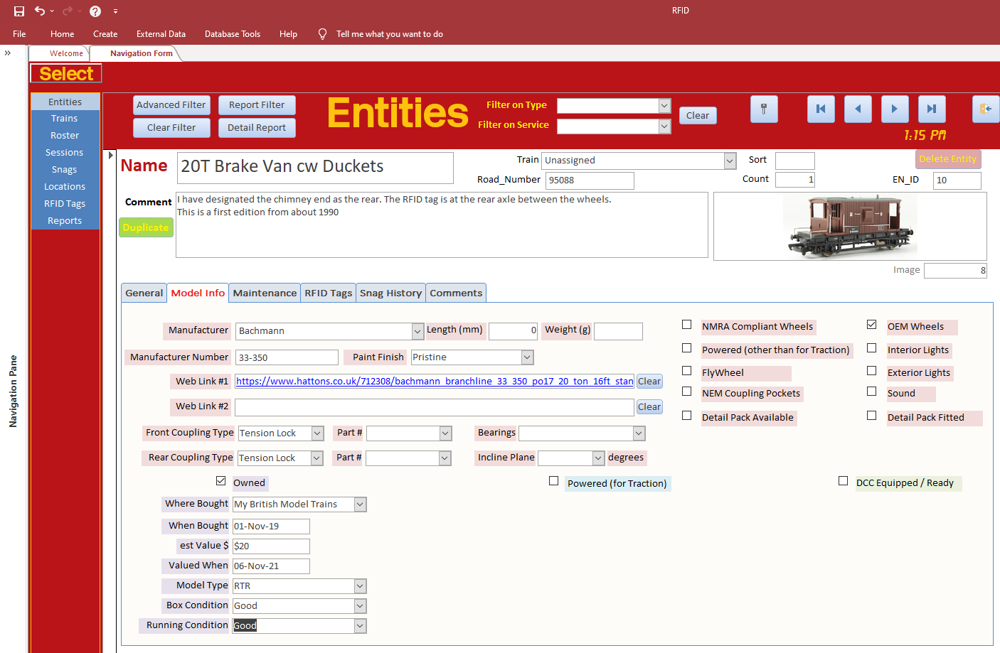 RFID
File Home Create External Data Database Tools Help Tell me what you want to do
Welcome Navigation Form
Select
Entities
Trains
Roster
Sessions
Snags
Locations
RFID Tags
Reports
Navigation Pane
Advanced Filter Report Filter
Clear Filter Detail Report
Entities
Filter on Type
Filter on Service
Clear
1:15 PM
Name 20T Brake Van cw Duckets
Train Unassigned Sort Delete Entity
Road_Number 95088 Count 1 EN_ID 10
Comment I have designated the chimney end as the rear. The RFID tag is at the rear axle between the wheels.
This is a first edition from about 1990
Duplicate
Image 8
General Model Info Maintenance RFID Tags Snag History Comments
Manufacturer Bachmann Length (mm) 0 Weight (g)
Manufacturer Number 33-350 Paint Finish Pristine
Web Link #1 https://www.hattons.co.uk/712308/bachmann_branchline_33_350_po17_20_ton_16ft_stan Clear
Web Link #2 Clear
Front Coupling Type Tension Lock Part # Bearings
Rear Coupling Type Tension Lock Part # Incline Plane degrees
NMRA Compliant Wheels OEM Wheels
Powered (other than for Traction) Interior Lights
FlyWheel Exterior Lights
NEM Coupling Pockets Sound
Detail Pack Available Detail Pack Fitted
Owned Powered (for Traction) DCC Equipped / Ready
Where Bought My British Model Trains
When Bought 01-Nov-19
est Value $ $20
Valued When 06-Nov-21
Model Type RTR
Box Condition Good
Running Condition Good